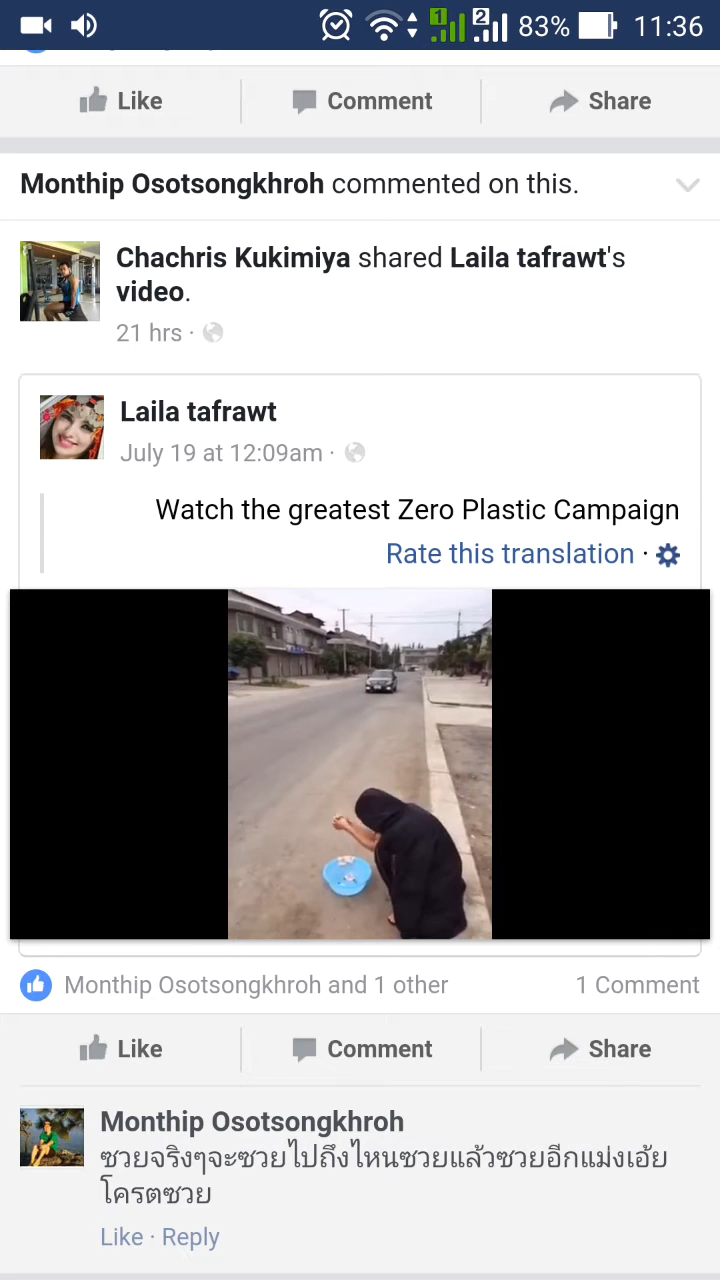 1 2 83% 11:36
Like Comment Share
Monthip Osotsongkhroh commented on this.
Chachris Kukimiya shared Laila tafrawt's
video.
21 hrs ·
Laila tafrawt
July 19 at 12:09am ·
Watch the greatest Zero Plastic Campaign
Rate this translation ·
Monthip Osotsongkhroh and 1 other 1 Comment
Like Comment Share
Monthip Osotsongkhroh
ซวยจริงๆจะซวยไปถึงไหนซวยแล้วซวยอีกแม่งเอ้ย
โครตซวย
Like · Reply